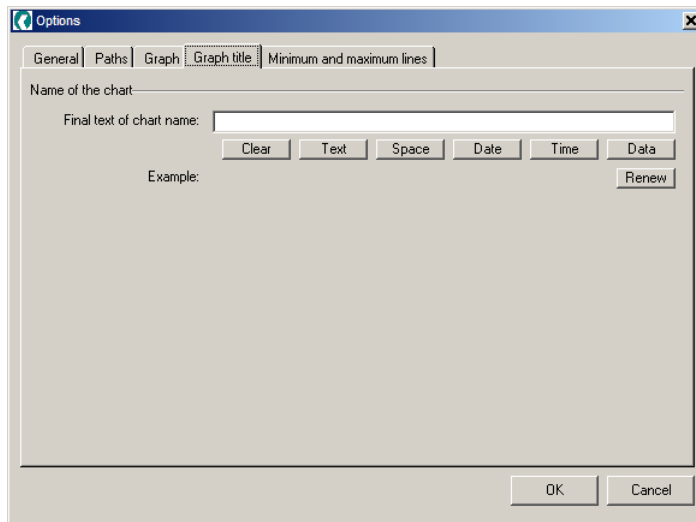 Options
General Paths Graph Graph title Minimum and maximum lines
Name of the chart
Final text of chart name:
Clear Text Space Date Time Data
Example: Renew
OK Cancel